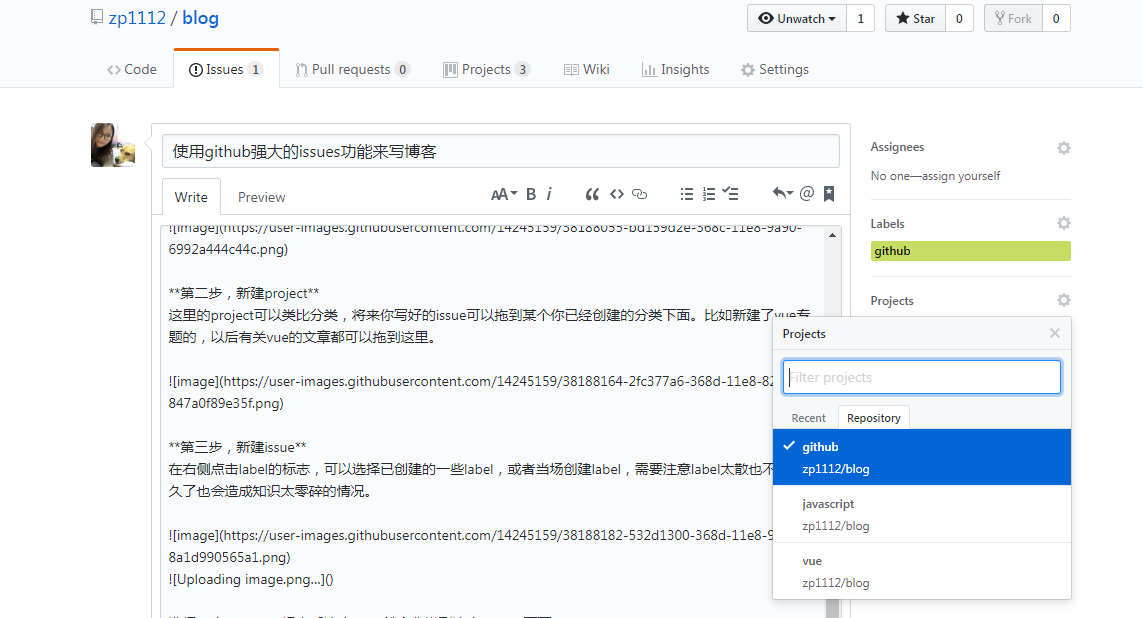 zp1112 / blog
Unwatch 1 Star 0 Fork 0
Code Issues 1 Pull requests 0 Projects 3 Wiki Insights Settings
使用github强大的issues功能来写博客
Write Preview
AA B i
![image](https://user-images.githubusercontent.com/14245159/38188055-bd159d2e-368c-11e8-9a90-
6992a444c44c.png)
**第二步，新建project**
这里的project可以类比分类，将来你写好的issue可以拖到某个你已经创建的分类下面。比如新建了vue专
题的，以后有关vue的文章都可以拖到这里。
![image](https://user-images.githubusercontent.com/14245159/38188164-2fc377a6-368d-11e8-82
847a0f89e35f.png)
**第三步，新建issue**
在右侧点击label的标志，可以选择已创建的一些label，或者当场创建label，需要注意label太散也不
久了也会造成知识太零碎的情况。
![image](https://user-images.githubusercontent.com/14245159/38188182-532d1300-368d-11e8-9
8a1d990565a1.png)
![Uploading image.png…]()
Assignees
No one—assign yourself
Labels
github
Projects
Projects
Filter projects
Recent Repository
github
zp1112/blog
javascript
zp1112/blog
vue
zp1112/blog